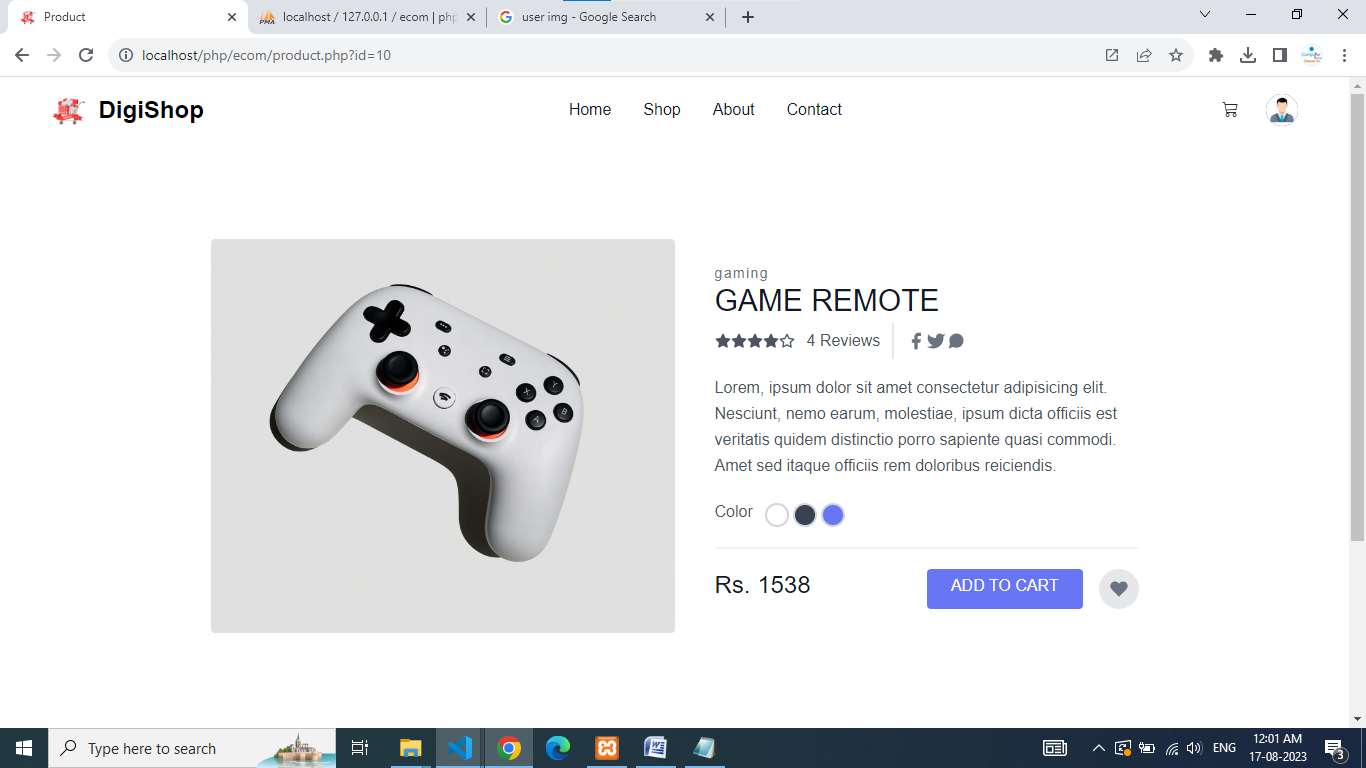 Product
localhost / 127.0.0.1 / ecom | php
user img - Google Search
localhost/php/ecom/product.php?id=10
DigiShop
Home Shop About Contact
gaming
GAME REMOTE
4 Reviews
Lorem, ipsum dolor sit amet consectetur adipisicing elit.
Nesciunt, nemo earum, molestiae, ipsum dicta officiis est
veritatis quidem distinctio porro sapiente quasi commodi.
Amet sed itaque officiis rem doloribus reiciendis.
Color
Rs. 1538
ADD TO CART
X
Y
A
B
PMA
Type here to search
ENG
12:01 AM
17-08-2023
3